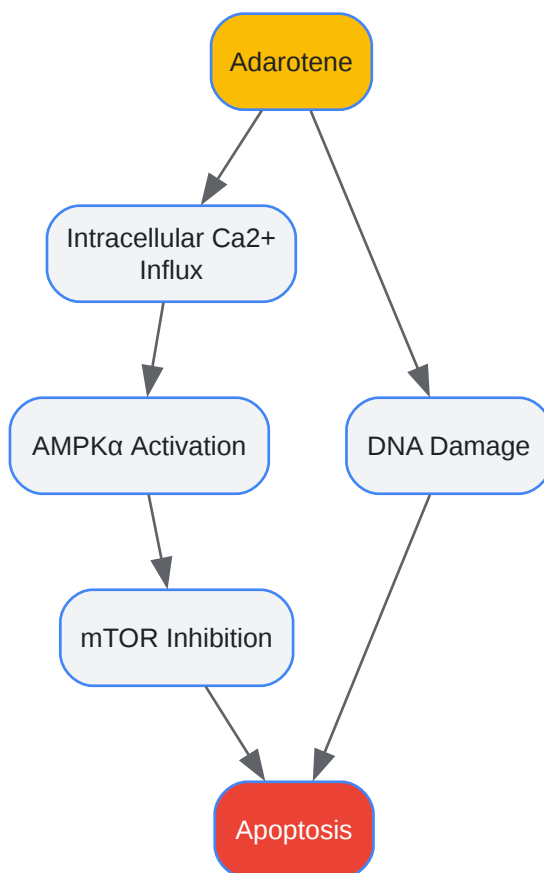 Adarotene
Intracellular Ca2+
Influx
AMPKα Activation
DNA Damage
mTOR Inhibition
Apoptosis